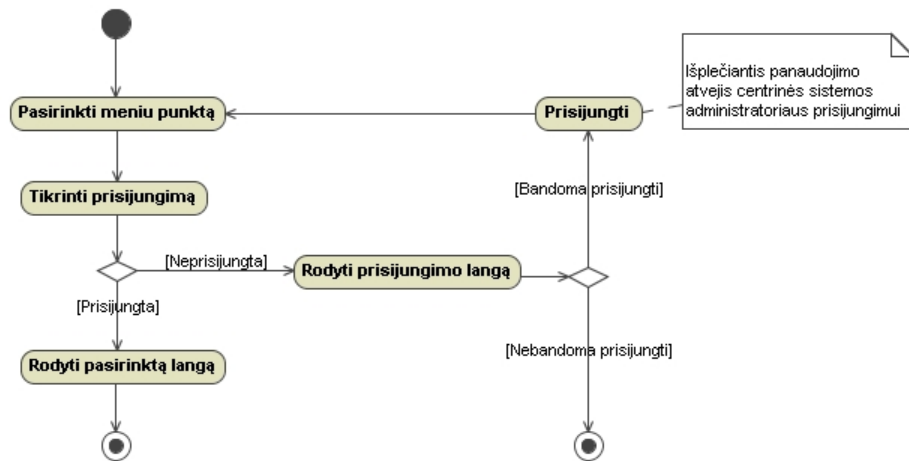 Išplečiantis panaudojimo
atvejis centrinės sistemos
administratoriaus prisijungimui
Pasirinkti meniu punktą
Prisijungti
Tikrinti prisijungimą
[Bandoma prisijungti]
[Neprisijungta]
Rodyti prisijungimo langą
[Prisijungta]
[Nebandoma prisijungti]
Rodyti pasirinktą langą